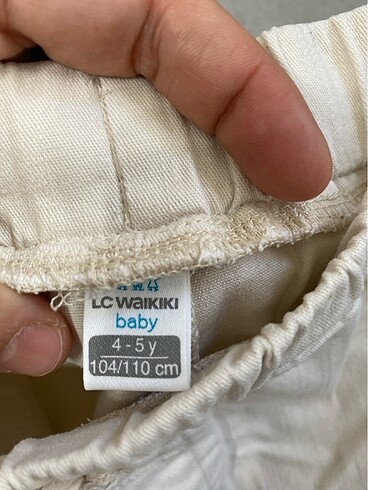 LC WAIKIKI
baby
4 - 5 y
104/110 cm